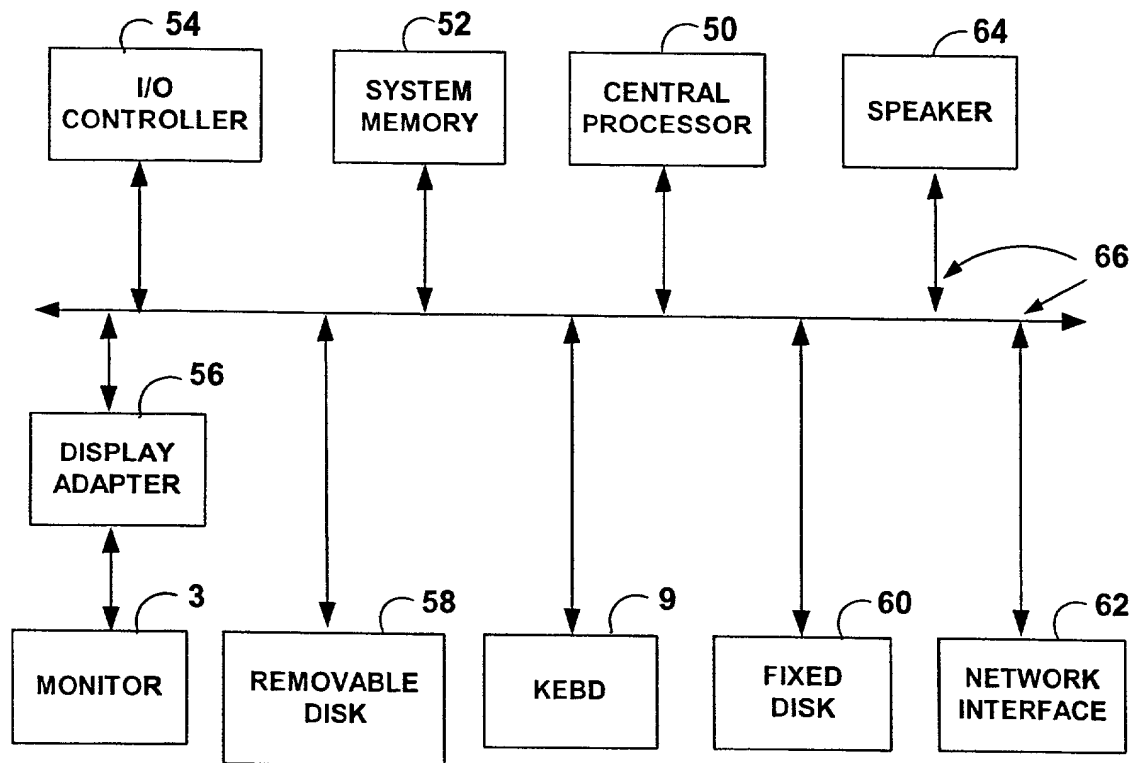 54
52
50
64
I/O
CONTROLLER
SYSTEM
MEMORY
CENTRAL
PROCESSOR
SPEAKER
66
56
DISPLAY
ADAPTER
3
58
9
60
62
MONITOR
REMOVABLE
DISK
KEBD
FIXED
DISK
NETWORK
INTERFACE